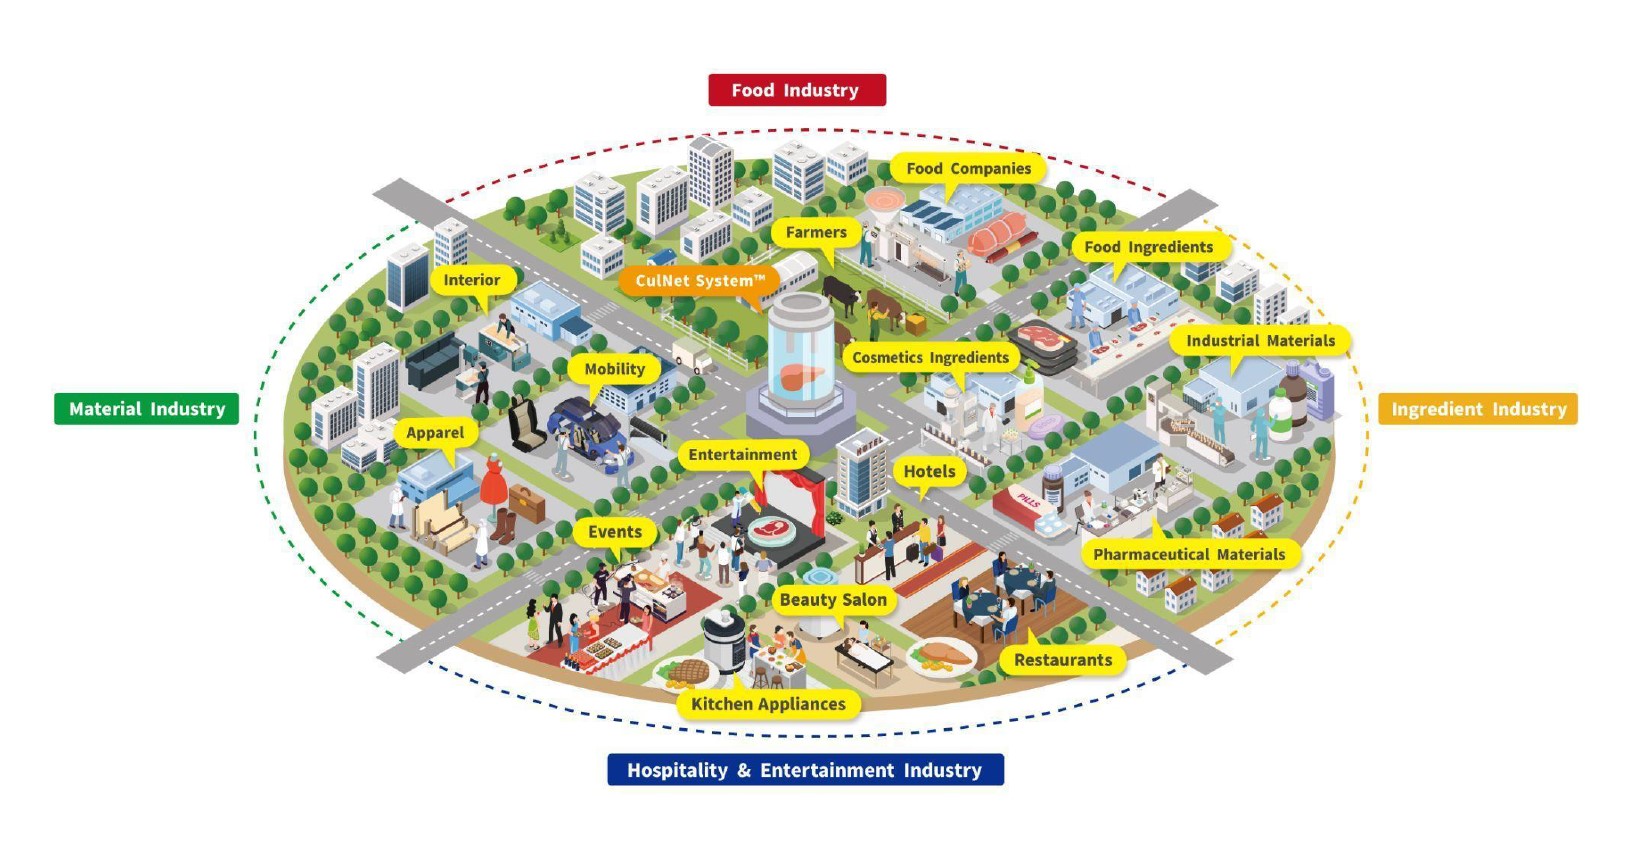 Food Industry
Food Companies
Farmers
Food Ingredients
CulNet System™
Interior
Industrial Materials
Cosmetics Ingredients
Mobility
Material Industry
Ingredient Industry
Apparel
HOTEL
Entertainment
Hotels
PILLS
Events
Pharmaceutical Materials
Beauty Salon
Restaurants
Kitchen Appliances
Hospitality & Entertainment Industry